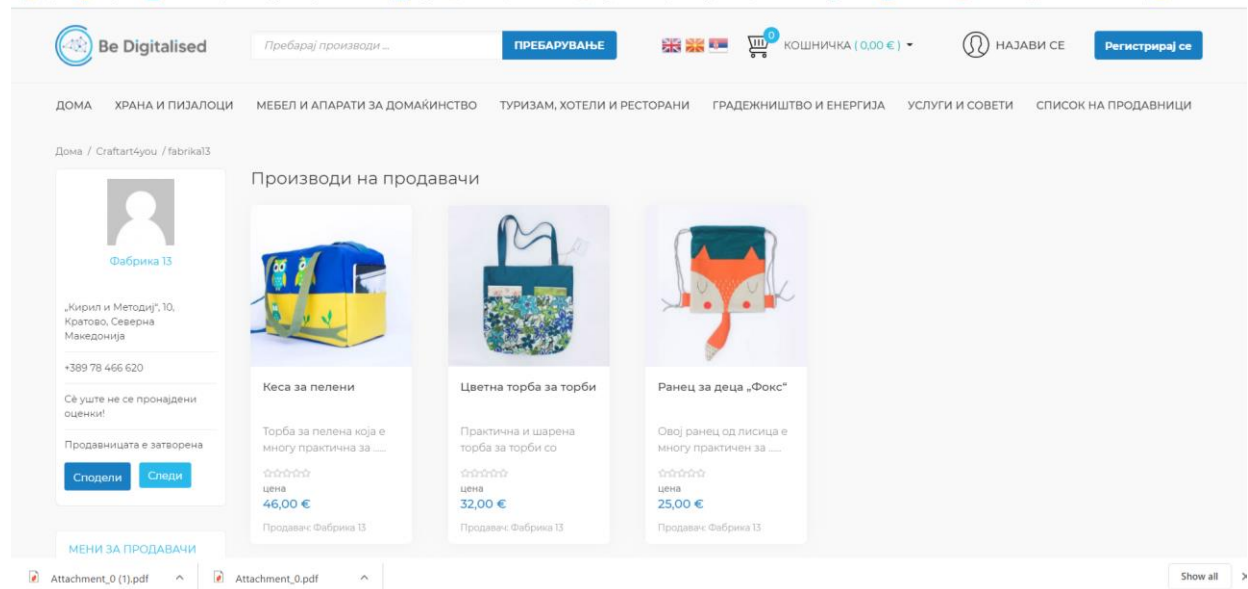 Be Digitalised
Пребарај производи ...
ПРЕБАРУВАЊЕ
0
КОШНИЧКА ( 0,00 € )
НАЈАВИ СЕ
Регистрирај се
ДОМА ХРАНА И ПИЈАЛОЦИ МЕБЕЛ И АПАРАТИ ЗА ДОМАЌИНСТВО ТУРИЗАМ, ХОТЕЛИ И РЕСТОРАНИ ГРАДЕЖНИШТВО И ЕНЕРГИЈА УСЛУГИ И СОВЕТИ СПИСОК НА ПРОДАВНИЦИ
Дома / Craftart4you / fabrika13
Фабрика 13
„Кирил и Методиј“, 10,
Кратово, Северна
Македонија
+389 78 466 620
Сè уште не се пронајдени
оценки!
Продавницата е затворена
Сподели
Следи
МЕНИ ЗА ПРОДАВАЧИ
Производи на продавачи
Кеса за пелени
Торба за пелена која е
многу практична за ......
цена
46,00 €
Продавач: Фабрика 13
Цветна торба за торби
Практична и шарена
торба за торби со
цена
32,00 €
Продавач: Фабрика 13
Ранец за деца „Фокс“
Овој ранец од лисица е
многу практичен за ......
цена
25,00 €
Продавач: Фабрика 13
Attachment_0 (1).pdf
Attachment_0.pdf
Show all